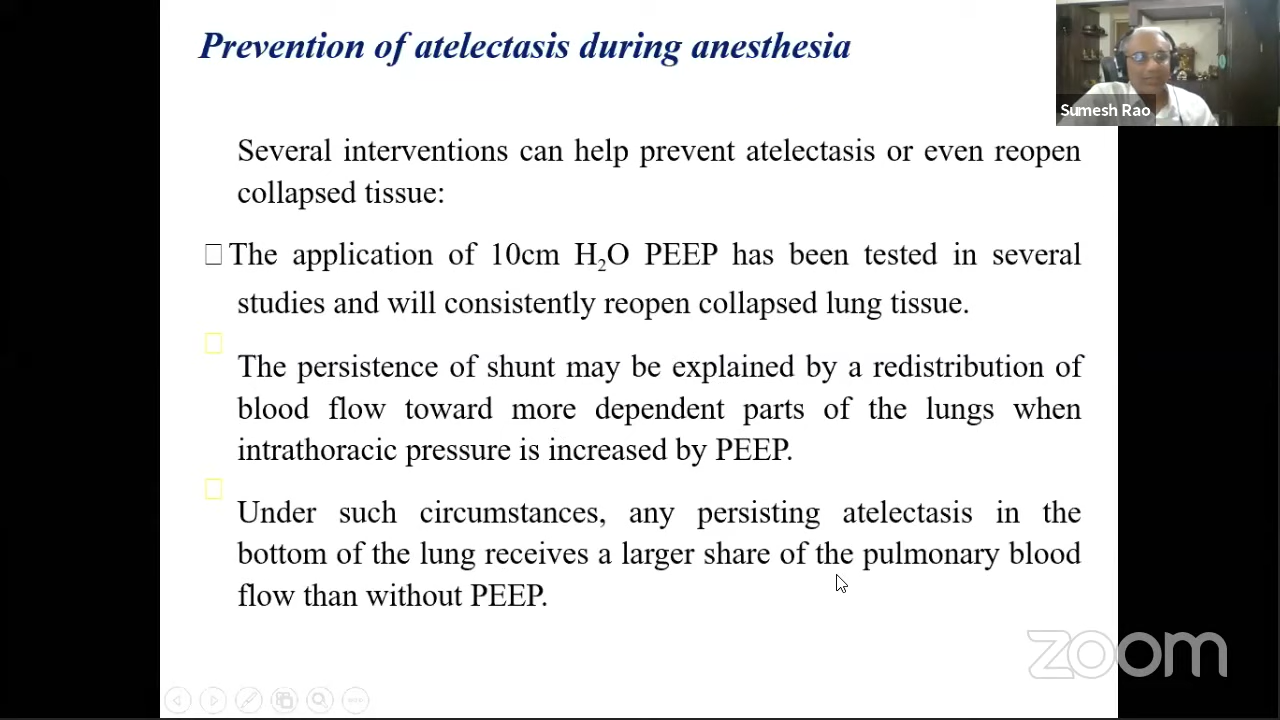 Prevention of atelectasis during anesthesia
Sumesh Rao
Several interventions can help prevent atelectasis or even reopen
collapsed tissue:
The application of 10cm H₂O PEEP has been tested in several
studies and will consistently reopen collapsed lung tissue.
The persistence of shunt may be explained by a redistribution of
blood flow toward more dependent parts of the lungs when
intrathoracic pressure is increased by PEEP.
Under such circumstances, any persisting atelectasis in the
bottom of the lung receives a larger share of the pulmonary blood
flow than without PEEP.
zoom